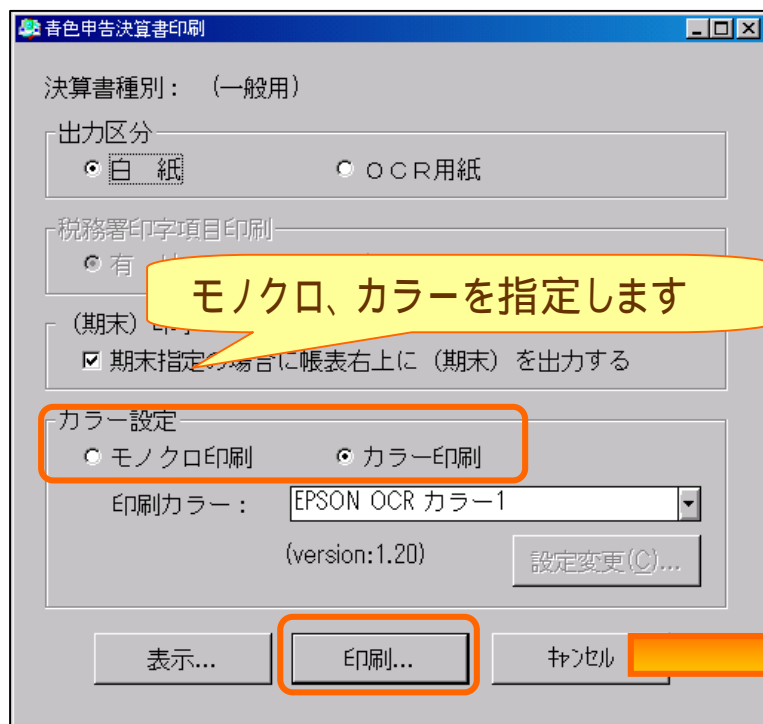 青色申告決算書印刷
決算書種別： （一般用）
出力区分
白　紙
ＯＣＲ用紙
税務署印字項目印刷
有
モノクロ、カラーを指定します
（期末）印刷
期末指定の場合に帳表右上に（期末）を出力する
カラー設定
モノクロ印刷
カラー印刷
印刷カラー：
EPSON OCR カラー1
(version:1.20)
設定変更(C)...
表示...
印刷...
ｷｬﾝｾﾙ